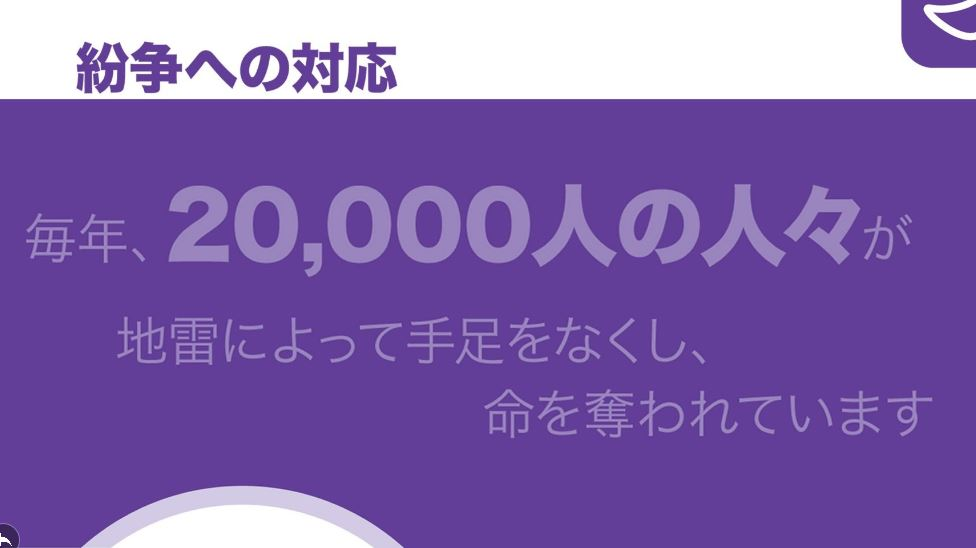 紛争への対応
毎年、20,000人の人々が
地雷によって手足をなくし、
命を奪われています